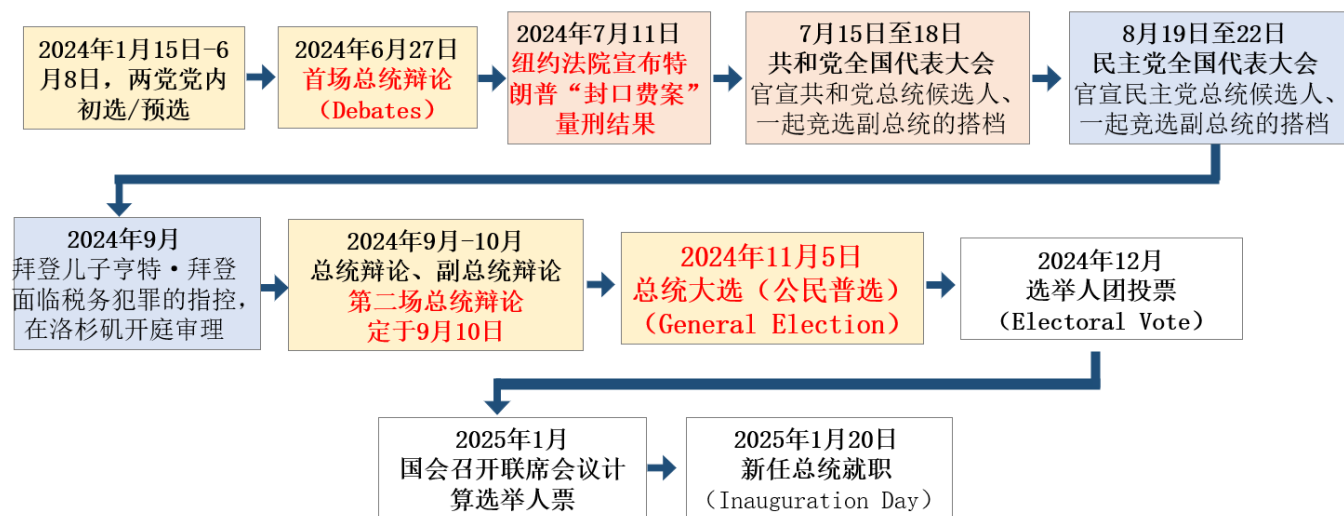 2024年1月15日-6
月8日，两党党内
初选/预选
2024年6月27日
首场总统辩论
（Debates）
2024年7月11日
纽约法院宣布特
朗普“封口费案”
量刑结果
7月15日至18日
共和党全国代表大会
官宣共和党总统候选人、
一起竞选副总统的搭档
8月19日至22日
民主党全国代表大会
官宣民主党总统候选人、
一起竞选副总统的搭档
2024年9月
拜登儿子亨特·拜登
面临税务犯罪的指控，
在洛杉矶开庭审理
2024年9月-10月
总统辩论、副总统辩论
第二场总统辩论
定于9月10日
2024年11月5日
总统大选（公民普选）
（General Election）
2024年12月
选举人团投票
（Electoral Vote）
2025年1月
国会召开联席会议计
算选举人票
2025年1月20日
新任总统就职
（Inauguration Day）